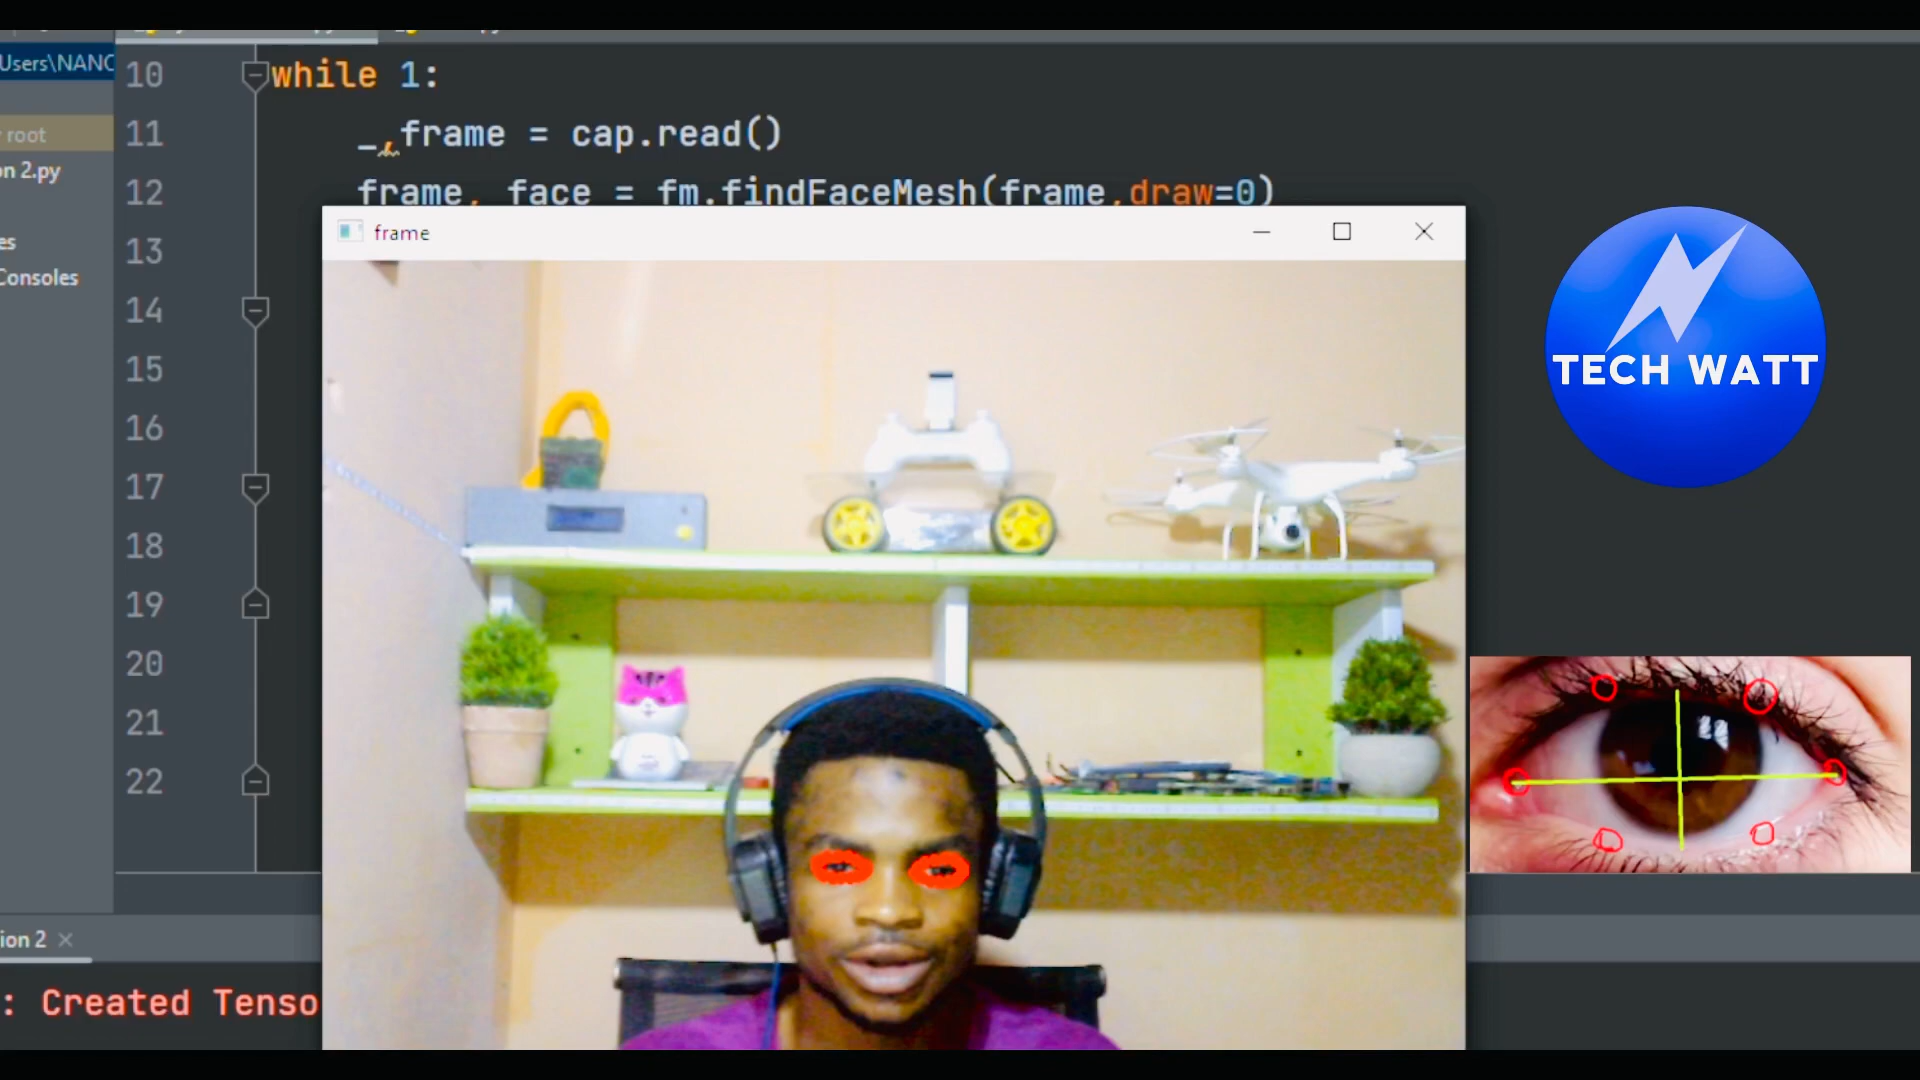 Users\NANC
root
on 2.py
es
Consoles
10 while 1:
11 _,frame = cap.read()
12 frame, face = fm.findFaceMesh(frame,draw=0)
13
14
15
16
17
18
19
20
21
22
frame
TECH WATT
ion 2
: Created Tenso